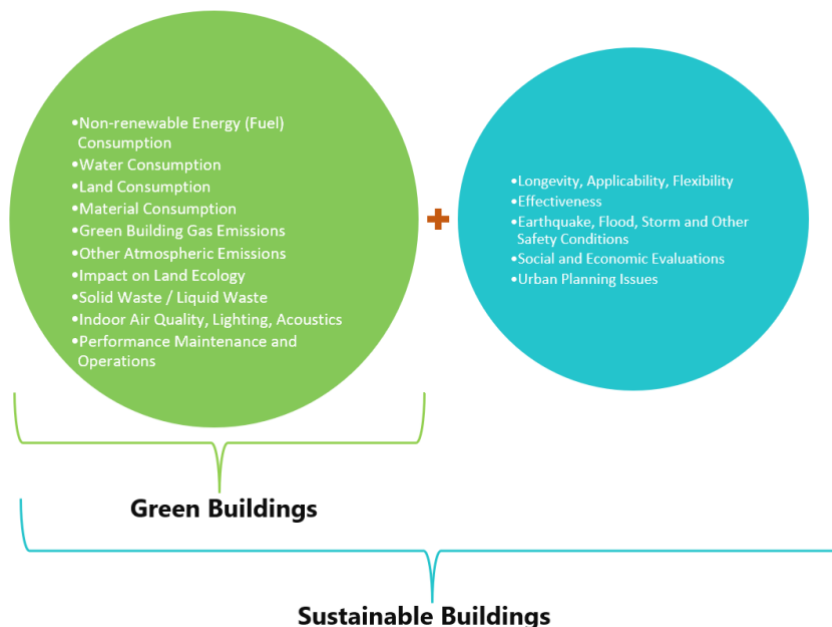 •Non-renewable Energy (Fuel)
Consumption
•Water Consumption
•Land Consumption
•Material Consumption
•Green Building Gas Emissions
•Other Atmospheric Emissions
•Impact on Land Ecology
•Solid Waste / Liquid Waste
•Indoor Air Quality, Lighting, Acoustics
•Performance Maintenance and
Operations
+
•Longevity, Applicability, Flexibility
•Effectiveness
•Earthquake, Flood, Storm and Other
Safety Conditions
•Social and Economic Evaluations
•Urban Planning Issues
Green Buildings
Sustainable Buildings